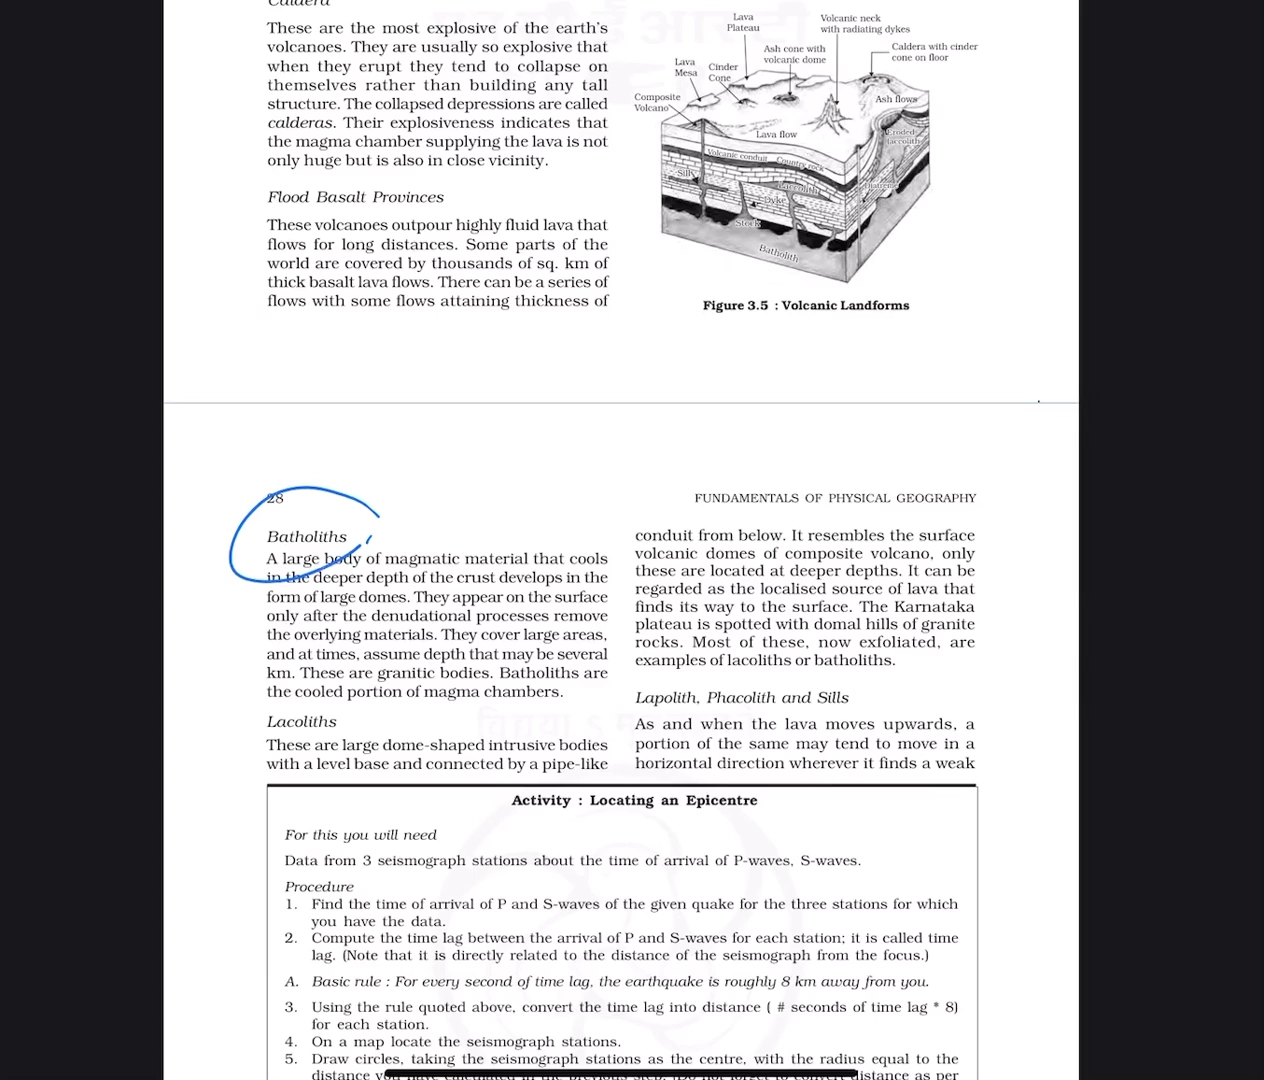 Caldera
These are the most explosive of the earth's
volcanoes. They are usually so explosive that
when they erupt they tend to collapse on
themselves rather than building any tall
structure. The collapsed depressions are called
calderas. Their explosiveness indicates that
the magma chamber supplying the lava is not
only huge but is also in close vicinity.
Flood Basalt Provinces
These volcanoes outpour highly fluid lava that
flows for long distances. Some parts of the
world are covered by thousands of sq. km of
thick basalt lava flows. There can be a series of
flows with some flows attaining thickness of
Lava
Plateau
Volcanic neck
with radiating dykes
Ash cone with
volcanic dome
Caldera with cinder
cone on floor
Lava
Mesa
Cinder
Cone
Composite
Volcano
Ash flows
Lava flow
Eroded
laccolith
Volcanic conduit
Country rock
Sill
Laccolith
Diatreme
Dyke
Stock
Batholith
Figure 3.5 : Volcanic Landforms
28
FUNDAMENTALS OF PHYSICAL GEOGRAPHY
Batholiths
A large body of magmatic material that cools
in the deeper depth of the crust develops in the
form of large domes. They appear on the surface
only after the denudational processes remove
the overlying materials. They cover large areas,
and at times, assume depth that may be several
km. These are granitic bodies. Batholiths are
the cooled portion of magma chambers.
Lacoliths
These are large dome-shaped intrusive bodies
with a level base and connected by a pipe-like
conduit from below. It resembles the surface
volcanic domes of composite volcano, only
these are located at deeper depths. It can be
regarded as the localised source of lava that
finds its way to the surface. The Karnataka
plateau is spotted with domal hills of granite
rocks. Most of these, now exfoliated, are
examples of lacoliths or batholiths.
Lapolith, Phacolith and Sills
As and when the lava moves upwards, a
portion of the same may tend to move in a
horizontal direction wherever it finds a weak
Activity : Locating an Epicentre
For this you will need
Data from 3 seismograph stations about the time of arrival of P-waves, S-waves.
Procedure
1. Find the time of arrival of P and S-waves of the given quake for the three stations for which
you have the data.
2. Compute the time lag between the arrival of P and S-waves for each station; it is called time
lag. (Note that it is directly related to the distance of the seismograph from the focus.)
A. Basic rule : For every second of time lag, the earthquake is roughly 8 km away from you.
3. Using the rule quoted above, convert the time lag into distance ( # seconds of time lag * 8)
for each station.
4. On a map locate the seismograph stations.
5. Draw circles, taking the seismograph stations as the centre, with the radius equal to the
distance
distance as per